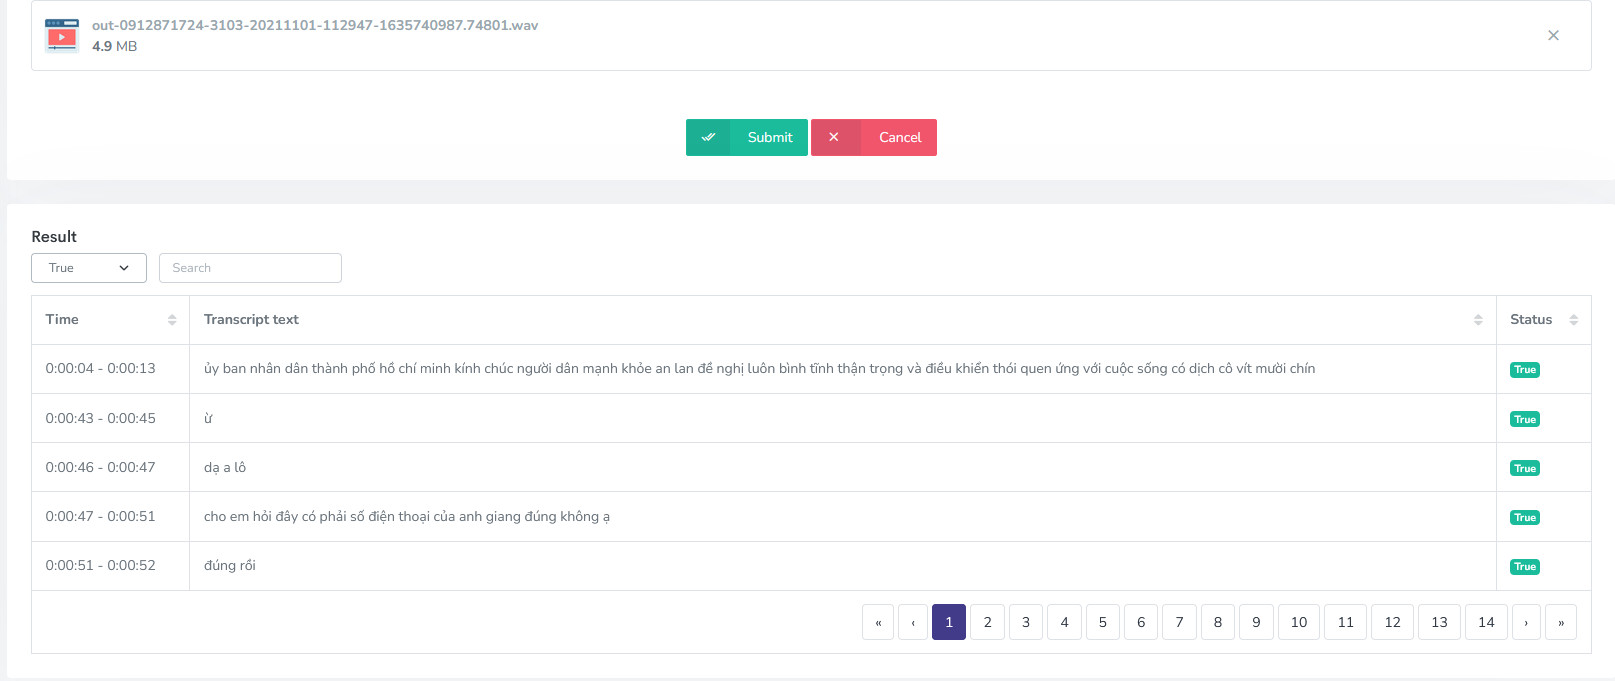 out-0912871724-3103-20211101-112947-1635740987.74801.wav
4.9 MB
Submit
Cancel
Result
True
Search
Time
Transcript text
Status
0:00:04 - 0:00:13
ủy ban nhân dân thành phố hồ chí minh kính chúc người dân mạnh khỏe an lan đề nghị luôn bình tĩnh thận trọng và điều khiển thói quen ứng với cuộc sống có dịch cô vít mười chín
True
0:00:43 - 0:00:45
ừ
True
0:00:46 - 0:00:47
dạ a lô
True
0:00:47 - 0:00:51
cho em hỏi đây có phải số điện thoại của anh giang đúng không ạ
True
0:00:51 - 0:00:52
đúng rồi
True
« ‹ 1 2 3 4 5 6 7 8 9 10 11 12 13 14 › »